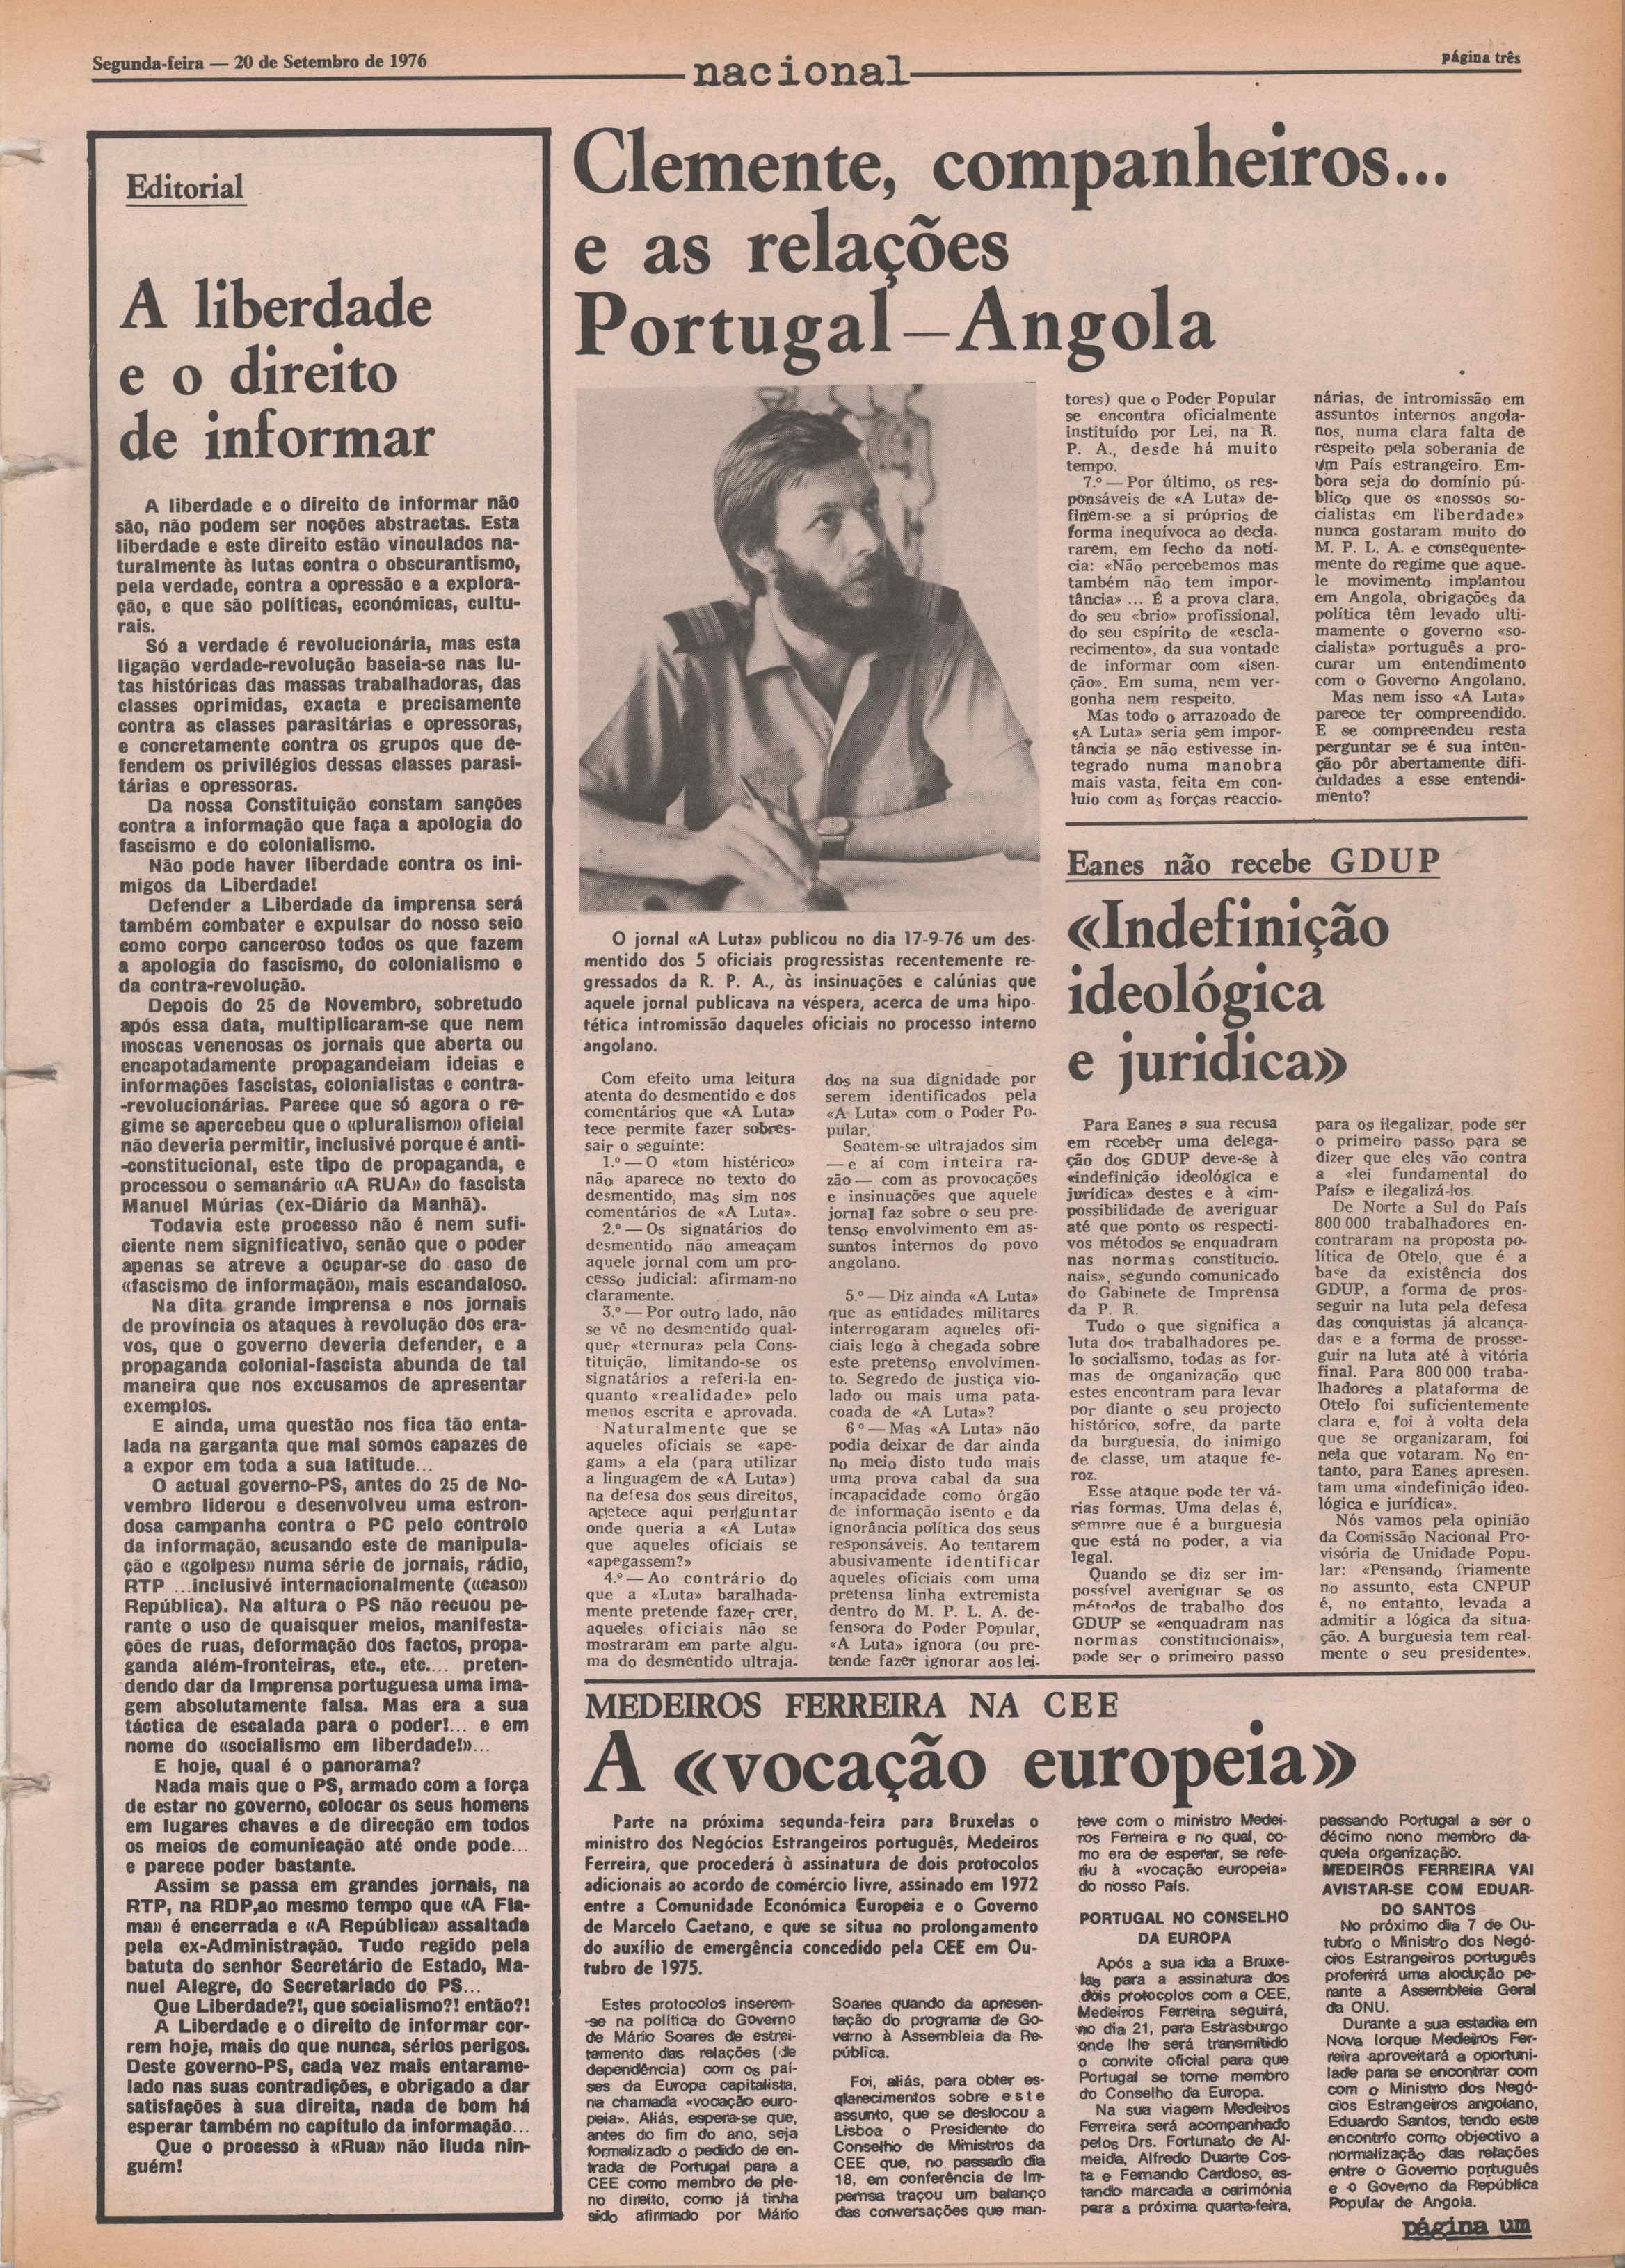 Segunda-feira — 20 de Setembro de 1976
nacional
página três
Editorial
A liberdade
e o direito
de informar
A liberdade e o direito de informar não
são, não podem ser noções abstractas. Esta
liberdade e este direito estão vinculados na-
turalmente às lutas contra o obscurantismo,
pela verdade, contra a opressão e a explora-
ção, e que são políticas, económicas, cultu-
rais.
Só a verdade é revolucionária, mas esta
ligação verdade-revolução baseia-se nas lu-
tas históricas das massas trabalhadoras, das
classes oprimidas, exacta e precisamente
contra as classes parasitárias e opressoras,
e concretamente contra os grupos que de-
fendem os privilégios dessas classes parasi-
tárias e opressoras.
Da nossa Constituição constam sanções
contra a informação que faça a apologia do
fascismo e do colonialismo.
Não pode haver liberdade contra os ini-
migos da Liberdade!
Defender a Liberdade da imprensa será
também combater e expulsar do nosso seio
como corpo canceroso todos os que fazem
a apologia do fascismo, do colonialismo e
da contra-revolução.
Depois do 25 de Novembro, sobretudo
após essa data, multiplicaram-se que nem
moscas venenosas os jornais que aberta ou
encapotadamente propagandeiam ideias e
informações fascistas, colonialistas e contra-
-revolucionárias. Parece que só agora o re-
gime se apercebeu que o «pluralismo» oficial
não deveria permitir, inclusivé porque é anti-
-constitucional, este tipo de propaganda, e
processou o semanário «A RUA» do fascista
Manuel Múrias (ex-Diário da Manhã).
Todavia este processo não é nem sufi-
ciente nem significativo, senão que o poder
apenas se atreve a ocupar-se do caso de
«fascismo de informação», mais escandaloso.
Na dita grande imprensa e nos jornais
de província os ataques à revolução dos cra-
vos, que o governo deveria defender, e a
propaganda colonial-fascista abunda de tal
maneira que nos excusamos de apresentar
exemplos.
E ainda, uma questão nos fica tão enta-
lada na garganta que mal somos capazes de
a expor em toda a sua latitude...
O actual governo-PS, antes do 25 de No-
vembro liderou e desenvolveu uma estron-
dosa campanha contra o PC pelo controlo
da informação, acusando este de manipula-
ção e «golpes» numa série de jornais, rádio,
RTP ...inclusivé internacionalmente («caso»
República). Na altura o PS não recuou pe-
rante o uso de quaisquer meios, manifesta-
ções de ruas, deformação dos factos, propa-
ganda além-fronteiras, etc., etc.... preten-
dendo dar da Imprensa portuguesa uma ima-
gem absolutamente falsa. Mas era a sua
táctica de escalada para o poder!... e em
nome do «socialismo em liberdade!»...
E hoje, qual é o panorama?
Nada mais que o PS, armado com a força
de estar no governo, colocar os seus homens
em lugares chaves e de direcção em todos
os meios de comunicação até onde pode...
e parece poder bastante.
Assim se passa em grandes jornais, na
RTP, na RDP,ao mesmo tempo que «A Fla-
ma» é encerrada e «A República» assaltada
pela ex-Administração. Tudo regido pela
batuta do senhor Secretário de Estado, Ma-
nuel Alegre, do Secretariado do PS...
Que Liberdade?!, que socialismo?! então?!
A Liberdade e o direito de informar cor-
rem hoje, mais do que nunca, sérios perigos.
Deste governo-PS, cada vez mais entarame-
lado nas suas contradições, e obrigado a dar
satisfações à sua direita, nada de bom há
esperar também no capítulo da informação...
Que o processo à «Rua» não iluda nin-
guém!
Clemente, companheiros...
e as relações
Portugal—Angola
O jornal «A Luta» publicou no dia 17-9-76 um des-
mentido dos 5 oficiais progressistas recentemente re-
gressados da R. P. A., às insinuações e calúnias que
aquele jornal publicava na véspera, acerca de uma hipo-
tética intromissão daqueles oficiais no processo interno
angolano.
Com efeito uma leitura
atenta do desmentido e dos
comentários que «A Luta»
tece permite fazer sobres-
sair o seguinte:
1.º — O «tom histérico»
não aparece no texto do
desmentido, mas sim nos
comentários de «A Luta».
2.º — Os signatários do
desmentido não ameaçam
aquele jornal com um pro-
cesso judicial: afirmam-no
claramente.
3.º — Por outro lado, não
se vê no desmentido qual-
quer «ternura» pela Cons-
tituição, limitando-se os
signatários a referi-la en-
quanto «realidade» pelo
menos escrita e aprovada.
Naturalmente que se
aqueles oficiais se «ape-
gam» a ela (para utilizar
a linguagem de «A Luta»)
na defesa dos seus direitos,
apetece aqui perlguntar
onde queria a «A Luta»
que aqueles oficiais se
«apegassem?»
4.º — Ao contrário do
que a «Luta» baralhada-
mente pretende fazer crer,
aqueles oficiais não se
mostraram em parte algu-
ma do desmentido ultraja-
dos na sua dignidade por
serem identificados pela
«A Luta» com o Poder Po-
pular.
Sentem-se ultrajados sim
— e aí com inteira ra-
zão — com as provocações
e insinuações que aquele
jornal faz sobre o seu pre-
tenso envolvimento em as-
suntos internos do povo
angolano.
5.º — Diz ainda «A Luta»
que as entidades militares
interrogaram aqueles ofi-
ciais lego à chegada sobre
este pretenso envolvimen-
to. Segredo de justiça vio-
lado ou mais uma pata-
coada de «A Luta»?
6º — Mas «A Luta» não
podia deixar de dar ainda
no meio disto tudo mais
uma prova cabal da sua
incapacidade como órgão
de informação isento e da
ignorância política dos seus
responsáveis. Ao tentarem
abusivamente identificar
aqueles oficiais com uma
pretensa linha extremista
dentro do M. P. L. A. de-
fensora do Poder Popular,
«A Luta» ignora (ou pre-
tende fazer ignorar aos lei-
tores) que o Poder Popular
se encontra oficialmente
instituído por Lei, na R.
P. A., desde há muito
tempo.
7.º — Por último, os res-
ponsáveis de «A Luta» de-
finem-se a si próprios de
forma inequívoca ao decla-
rarem, em fecho da notí-
cia: «Não percebemos mas
também não tem impor-
tância» ... É a prova clara,
do seu «brio» profissional,
do seu espírito de «escla-
recimento», da sua vontade
de informar com «isen-
ção». Em suma, nem ver-
gonha nem respeito.
Mas todo o arrazoado de
«A Luta» seria sem impor-
tância se não estivesse in-
tegrado numa manobra
mais vasta, feita em con-
luio com as forças reaccio-
nárias, de intromissão em
assuntos internos angola-
nos, numa clara falta de
respeito pela soberania de
um País estrangeiro. Em-
bora seja do domínio pú-
blico que os «nossos so-
cialistas em liberdade»
nunca gostaram muito do
M. P. L. A. e consequente-
mente do regime que aque-
le movimento implantou
em Angola, obrigações da
política têm levado ulti-
mamente o governo «so-
cialista» português a pro-
curar um entendimento
com o Governo Angolano.
Mas nem isso «A Luta»
parece ter compreendido.
E se compreendeu resta
perguntar se é sua inten-
ção pôr abertamente difi-
culdades a esse entendi-
mento?
Eanes não recebe GDUP
«Indefinição
ideológica
e juridica»
Para Eanes a sua recusa
em receber uma delega-
ção dos GDUP deve-se à
«indefinição ideológica e
jurídica» destes e à «im-
possibilidade de averiguar
até que ponto os respecti-
vos métodos se enquadram
nas normas constitucio-
nais», segundo comunicado
do Gabinete de Imprensa
da P. R.
Tudo o que significa a
luta dos trabalhadores pe-
lo socialismo, todas as for-
mas de organização que
estes encontram para levar
por diante o seu projecto
histórico, sofre, da parte
da burguesia, do inimigo
de classe, um ataque fe-
roz.
Esse ataque pode ter vá-
rias formas. Uma delas é,
sempre que é a burguesia
que está no poder, a via
legal.
Quando se diz ser im-
possível averiguar se os
métodos de trabalho dos
GDUP se «enquadram nas
normas constitucionais»,
pode ser o primeiro passo
para os ilegalizar, pode ser
o primeiro passo para se
dizer que eles vão contra
a «lei fundamental do
País» e ilegalizá-los.
De Norte a Sul do País
800 000 trabalhadores en-
contraram na proposta po-
lítica de Otelo, que é a
base da existência dos
GDUP, a forma de pros-
seguir na luta pela defesa
das conquistas já alcança-
das e a forma de prosse-
guir na luta até à vitória
final. Para 800 000 traba-
lhadores a plataforma de
Otelo foi suficientemente
clara e, foi à volta dela
que se organizaram, foi
nela que votaram. No en-
tanto, para Eanes apresen-
tam uma «indefinição ideo-
lógica e jurídica».
Nós vamos pela opinião
da Comissão Nacional Pro-
visória de Unidade Popu-
lar: «Pensando friamente
no assunto, esta CNPUP
é, no entanto, levada a
admitir a lógica da situa-
ção. A burguesia tem real-
mente o seu presidente».
MEDEIROS FERREIRA NA CEE
A «vocação europeia»
Parte na próxima segunda-feira para Bruxelas o
ministro dos Negócios Estrangeiros português, Medeiros
Ferreira, que procederá à assinatura de dois protocolos
adicionais ao acordo de comércio livre, assinado em 1972
entre a Comunidade Económica Europeia e o Governo
de Marcelo Caetano, e que se situa no prolongamento
do auxílio de emergência concedido pela CEE em Ou-
tubro de 1975.
Estes protocolos inserem-
-se na política do Governo
de Mário Soares de estrei-
tamento das relações (de
dependência) com os paí-
ses da Europa capitalista,
na chamada «vocação euro-
peia». Aliás, espera-se que,
antes do fim do ano, seja
formalizado o pedido de en-
trada de Portugal para a
CEE como membro de ple-
no direito, como já tinha
sido afirmado por Mário
Soares quando da apresen-
tação do programa de Go-
verno à Assembleia da Re-
pública.
Foi, aliás, para obter es-
clarecimentos sobre este
assunto, que se deslocou a
Lisboa o Presidente do
Conselho de Ministros da
CEE que, no passado dia
18, em conferência de Im-
pernsa traçou um balanço
das conversações que man-
teve com o ministro Medei-
ros Ferreira e no qual, co-
mo era de esperar, se refe-
riu à «vocação europeia»
do nosso País.
PORTUGAL NO CONSELHO
DA EUROPA
Após a sua ida a Bruxe-
las para a assinatura dos
dois protocplos com a CEE,
Medeiros Ferreira seguirá,
no dia 21, para Estrasburgo
onde lhe será transmitido
o convite oficial para que
Portugal se torne membro
do Conselho da Europa.
Na sua viagem Medeiros
Ferreira será acompanhado
pelos Drs. Fortunato de Al-
meida, Alfredo Duarte Cos-
ta e Fernando Cardoso, es-
tando marcada a cerimónia
para a próxima quarta-feira,
passando Portugal a ser o
décimo nono membro da-
quela organização.
MEDEIROS FERREIRA VAI
AVISTAR-SE COM EDUAR-
DO SANTOS
No próximo dia 7 de Ou-
tubro o Ministro dos Negó-
cios Estrangeiros português
proferirá uma alocução pe-
rante a Assembleia Geral
da ONU.
Durante a sua estadia em
Nova Iorque Medeiros Fer-
reira aproveitará a oportuni-
lade para se encontrar com
com o Ministro dos Negó-
cios Estrangeiros angolano,
Eduardo Santos, tendo este
encontrfo como objectivo a
normalização das relações
entre o Governo português
e o Governo da República
Popular de Angola.
página um